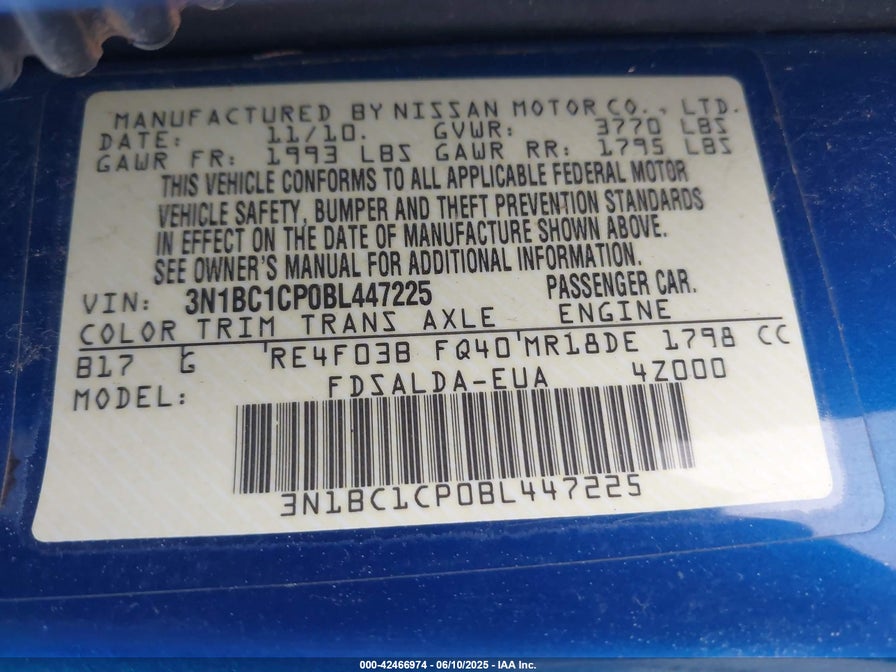 MANUFACTURED BY NISSAN MOTOR CO., LTD.
DATE: 11/10. GVWR: 3770 LBS
GAWR FR: 1993 LBS GAWR RR: 1795 LBS
THIS VEHICLE CONFORMS TO ALL APPLICABLE FEDERAL MOTOR
VEHICLE SAFETY, BUMPER AND THEFT PREVENTION STANDARDS
IN EFFECT ON THE DATE OF MANUFACTURE SHOWN ABOVE.
SEE OWNER'S MANUAL FOR ADDITIONAL INFORMATION.
VIN: 3N1BC1CP0BL447225 PASSENGER CAR.
COLOR TRIM TRANS AXLE ENGINE
B17 G RE4F03B FQ40 MR18DE 1798 CC
MODEL: FDSALDA-EUA 4Z000
3N1BC1CP0BL447225
000-42466974 - 06/10/2025 - IAA Inc.